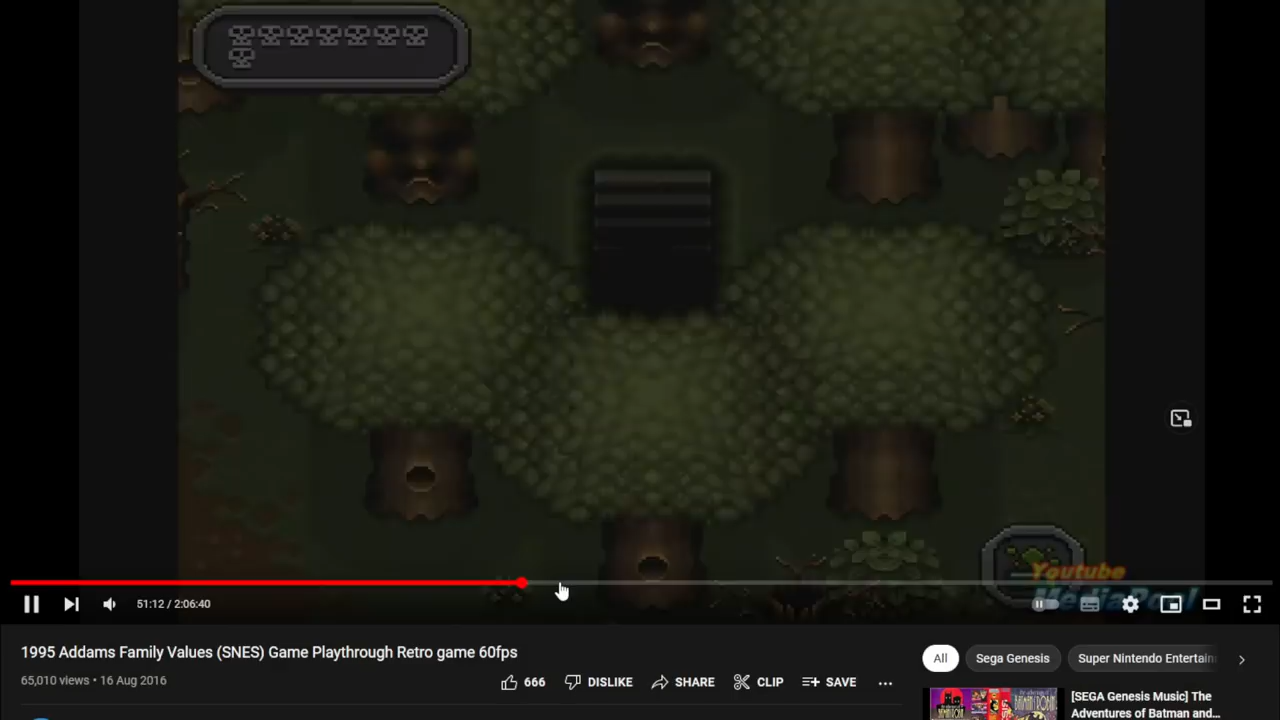 Youtube
MediaPool
51:12 / 2:06:40
1995 Addams Family Values (SNES) Game Playthrough Retro game 60fps
65,010 views • 16 Aug 2016
666
DISLIKE
SHARE
CLIP
SAVE
...
All
Sega Genesis
Super Nintendo Entertain
[SEGA Genesis Music] The
Adventures of Batman and...